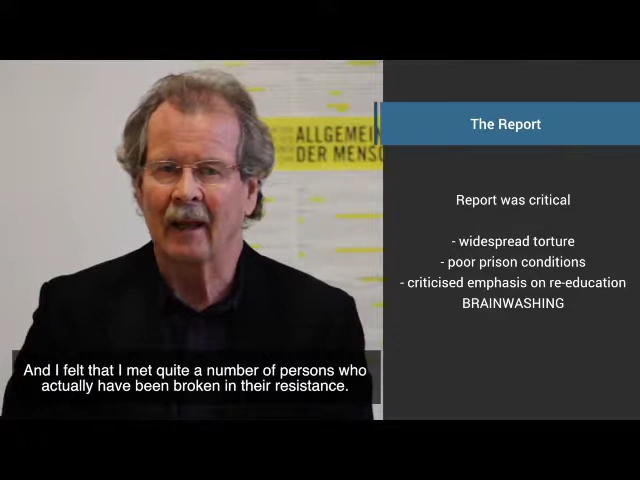 ALLGEMEIN
DER MENSC
The Report
Report was critical
- widespread torture
- poor prison conditions
- criticised emphasis on re-education
BRAINWASHING
And I felt that I met quite a number of persons who
actually have been broken in their resistance.